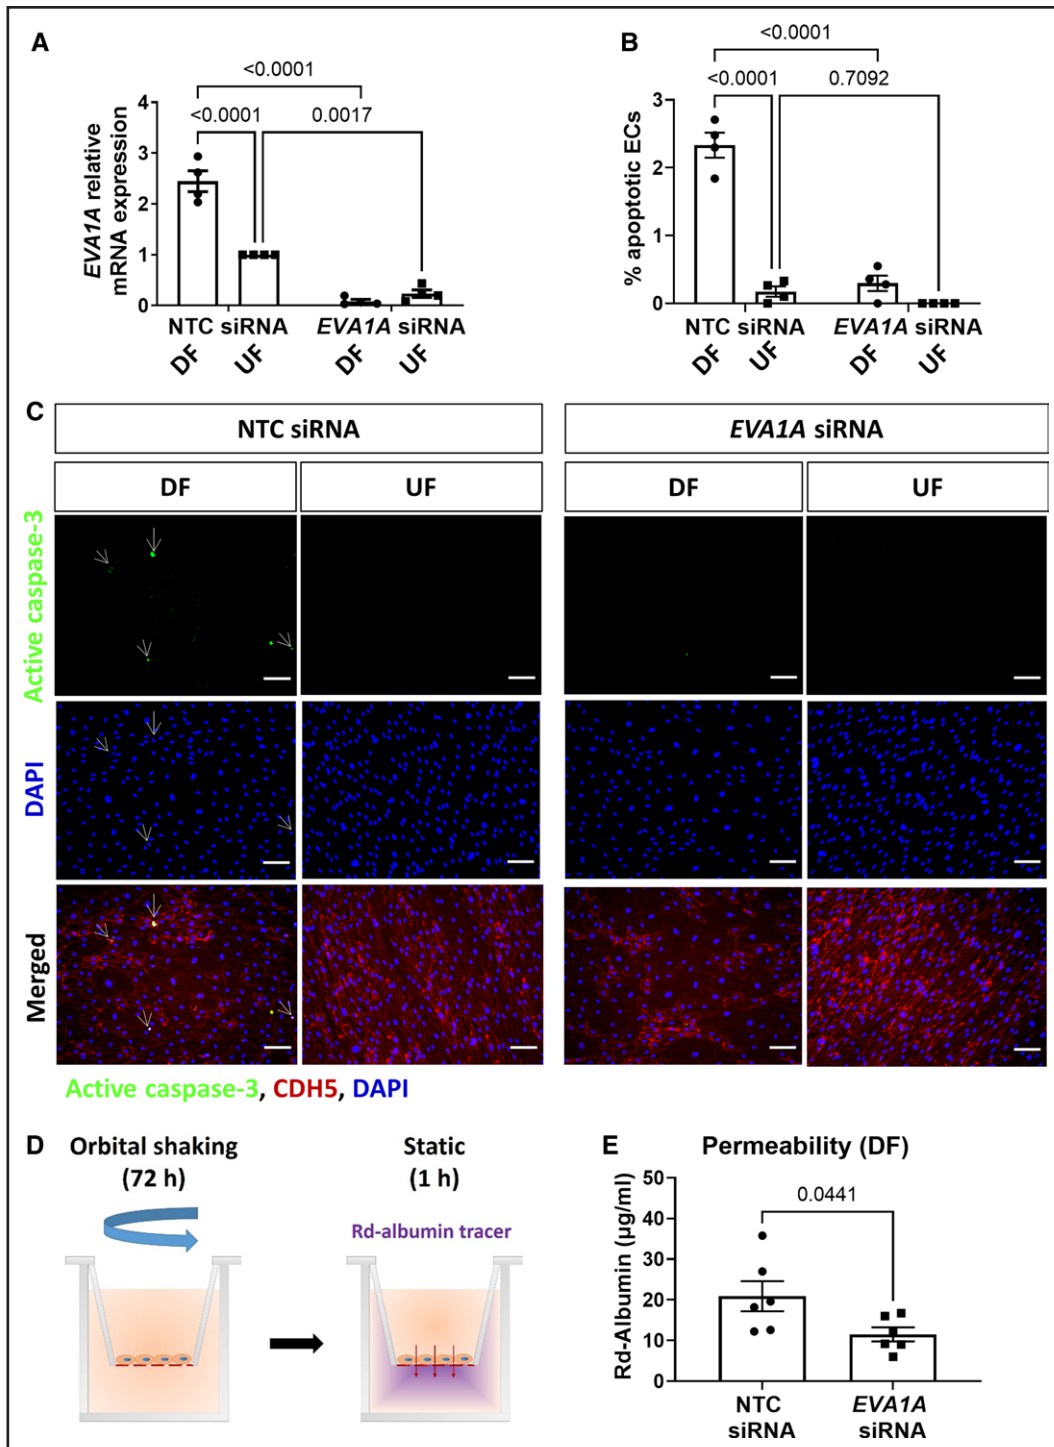 A
<0.0001
<0.0001
0.0017
EVA1A relative
mRNA expression
4
3
2
1
0
NTC siRNA
EVA1A siRNA
DF
UF
DF
UF
B
<0.0001
<0.0001
0.7092
% apoptotic ECs
3
2
1
0
NTC siRNA
EVA1A siRNA
DF
UF
DF
UF
C
NTC siRNA
EVA1A siRNA
DF
UF
DF
UF
Active caspase-3
DAPI
Merged
Active caspase-3, CDH5, DAPI
D
Orbital shaking
(72 h)
Static
(1 h)
Rd-albumin tracer
E
Permeability (DF)
0.0441
Rd-Albumin (µg/ml)
50
40
30
20
10
0
NTC
siRNA
EVA1A
siRNA